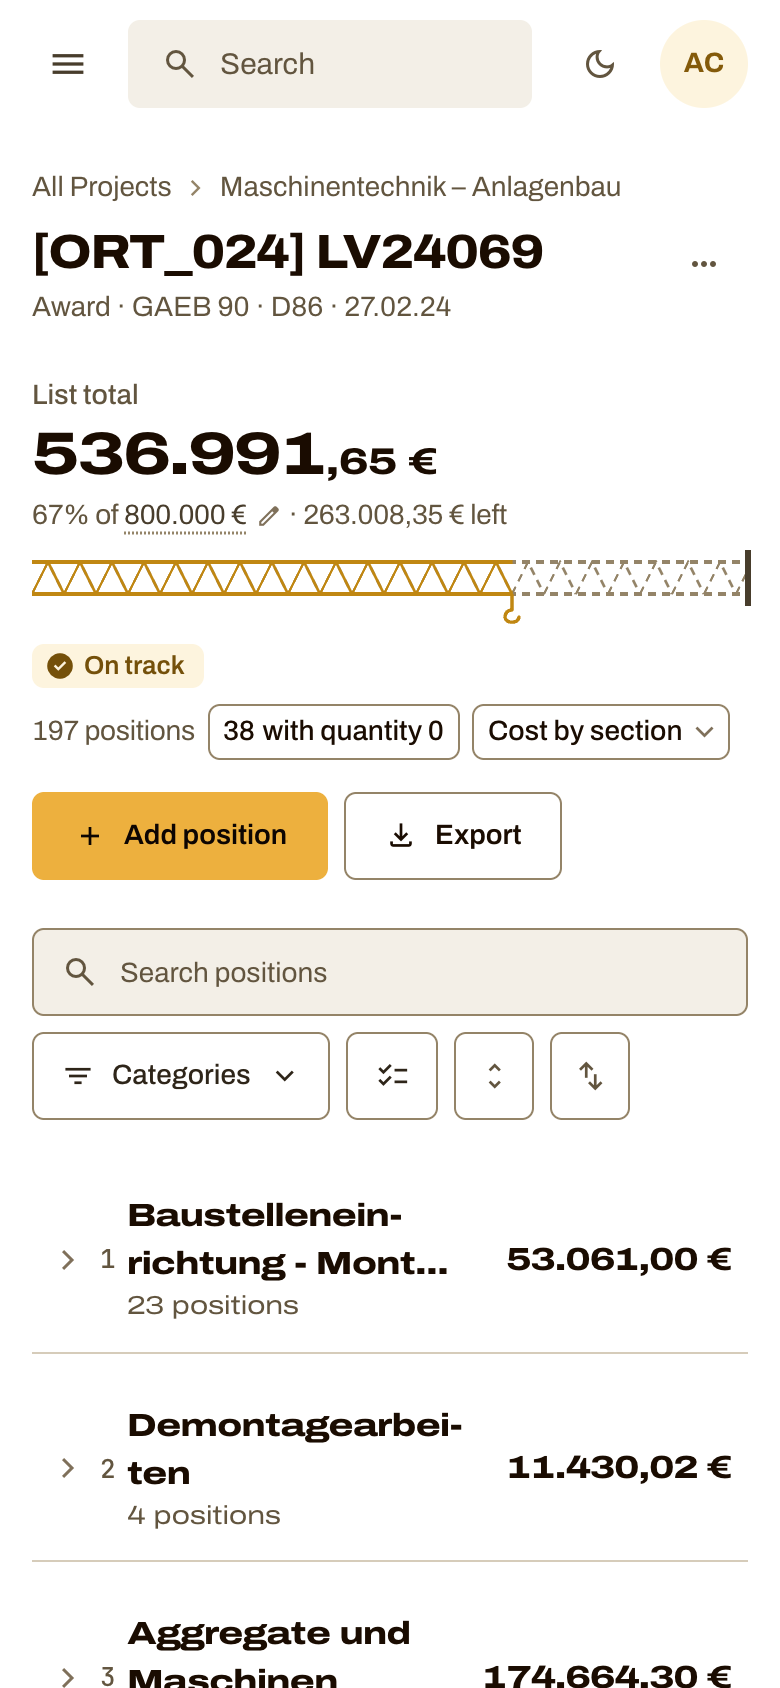 Search
AC
All Projects > Maschinentechnik – Anlagenbau
[ORT_024] LV24069
...
Award · GAEB 90 · D86 · 27.02.24
List total
536.991,65 €
67% of 800.000 € · 263.008,35 € left
On track
197 positions 38 with quantity 0 Cost by section
+ Add position Export
Search positions
Categories
Baustellenein-
1 richtung - Mont... 53.061,00 €
23 positions
Demontagearbei-
2 ten 11.430,02 €
4 positions
Aggregate und
3 Maschinen 174.664,30 €